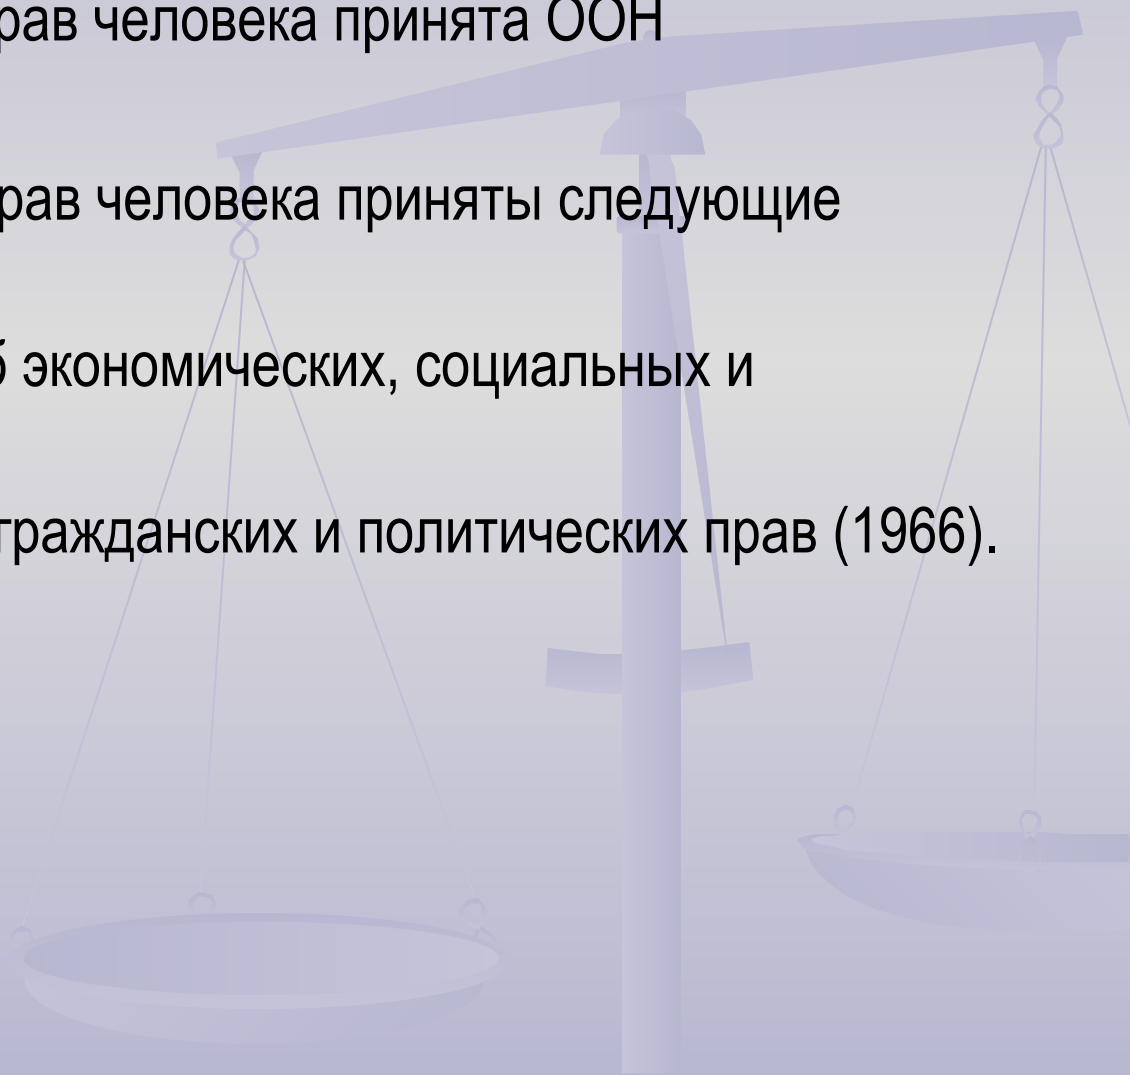 рав человека принята ООН
рав человека приняты следующие
б экономических, социальных и
гражданских и политических прав (1966).